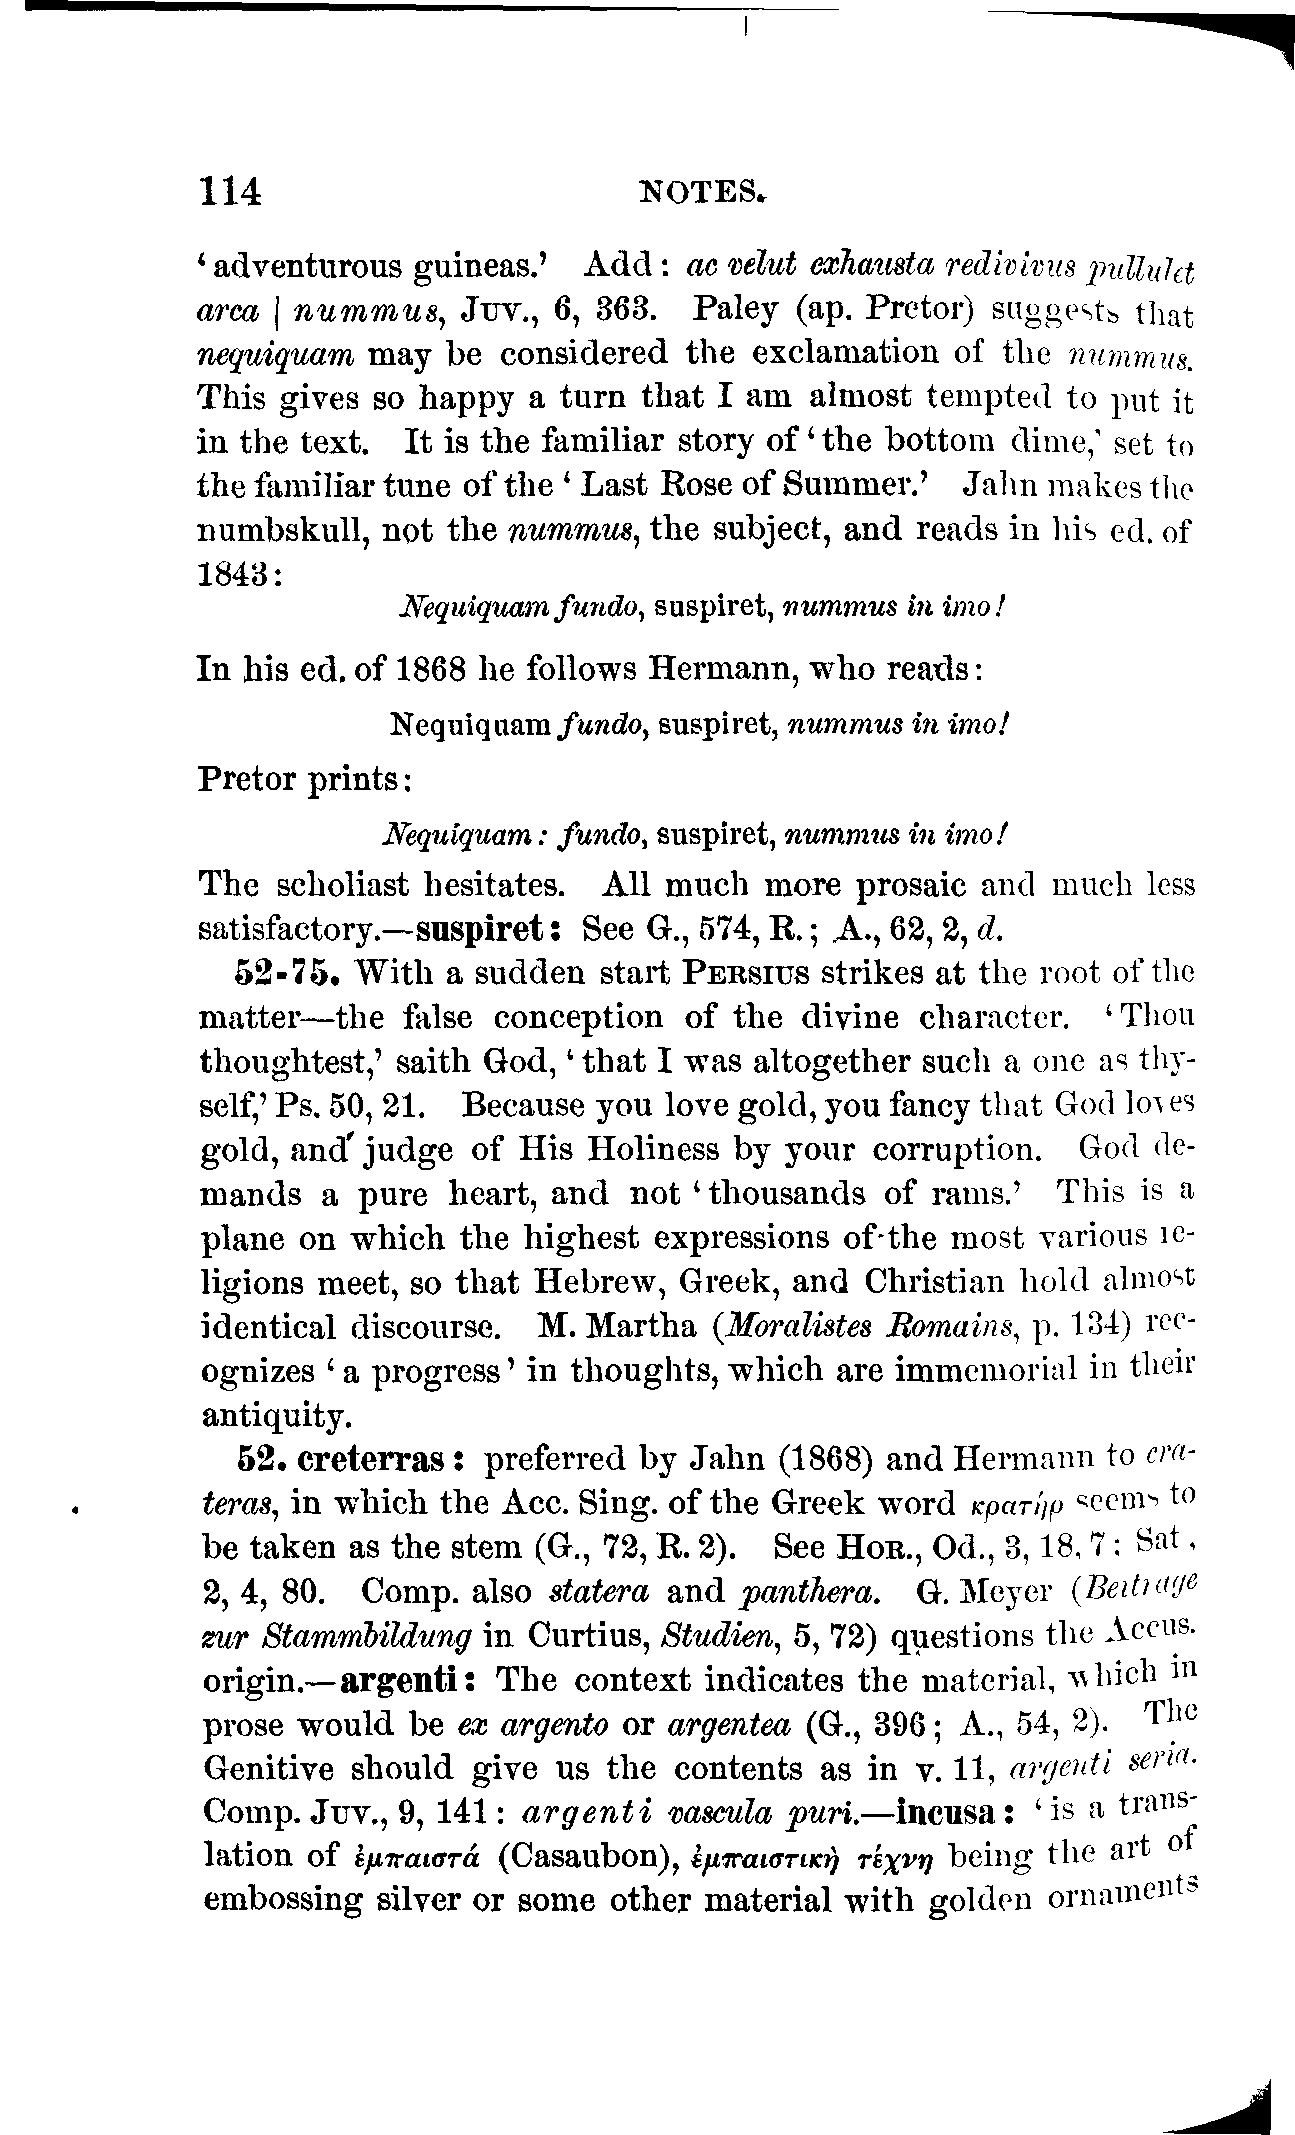 114 NOTES.
‘adventurous guineas.’ Add: ac velut exhausta redivivus pullulet
arca | nummus, Juv., 6, 363. Paley (ap. Pretor) suggests that
nequiquam may be considered the exclamation of the nummus.
This gives so happy a turn that I am almost tempted to put it
in the text. It is the familiar story of ‘the bottom dime,’ set to
the familiar tune of the ‘Last Rose of Summer.’ Jahn makes the
numbskull, not the nummus, the subject, and reads in his ed. of
1843:
Nequiquam fundo, suspiret, nummus in imo!
In his ed. of 1868 he follows Hermann, who reads:
Nequiquam fundo, suspiret, nummus in imo!
Pretor prints:
Nequiquam: fundo, suspiret, nummus in imo!
The scholiast hesitates. All much more prosaic and much less
satisfactory.—suspiret: See G., 574, R.; A., 62, 2, d.
52-75. With a sudden start Persius strikes at the root of the
matter—the false conception of the divine character. ‘Thou
thoughtest,’ saith God, ‘that I was altogether such a one as thy-
self,’ Ps. 50, 21. Because you love gold, you fancy that God loves
gold, and judge of His Holiness by your corruption. God de-
mands a pure heart, and not ‘thousands of rams.’ This is a
plane on which the highest expressions of the most various re-
ligions meet, so that Hebrew, Greek, and Christian hold almost
identical discourse. M. Martha (Moralistes Romains, p. 134) rec-
ognizes ‘a progress’ in thoughts, which are immemorial in their
antiquity.
52. creterras: preferred by Jahn (1868) and Hermann to cra-
teras, in which the Acc. Sing. of the Greek word κρατήρ seems to
be taken as the stem (G., 72, R. 2). See Hor., Od., 3, 18, 7; Sat.,
2, 4, 80. Comp. also statera and panthera. G. Meyer (Beiträge
zur Stammbildung in Curtius, Studien, 5, 72) questions the Accus.
origin.—argenti: The context indicates the material, which in
prose would be ex argento or argentea (G., 396; A., 54, 2). The
Genitive should give us the contents as in v. 11, argenti seria.
Comp. Juv., 9, 141: argenti vascula puri.—incusa: ‘is a trans-
lation of ἐμπαιστά (Casaubon), ἐμπαιστικὴ τέχνη being the art of
embossing silver or some other material with golden ornaments